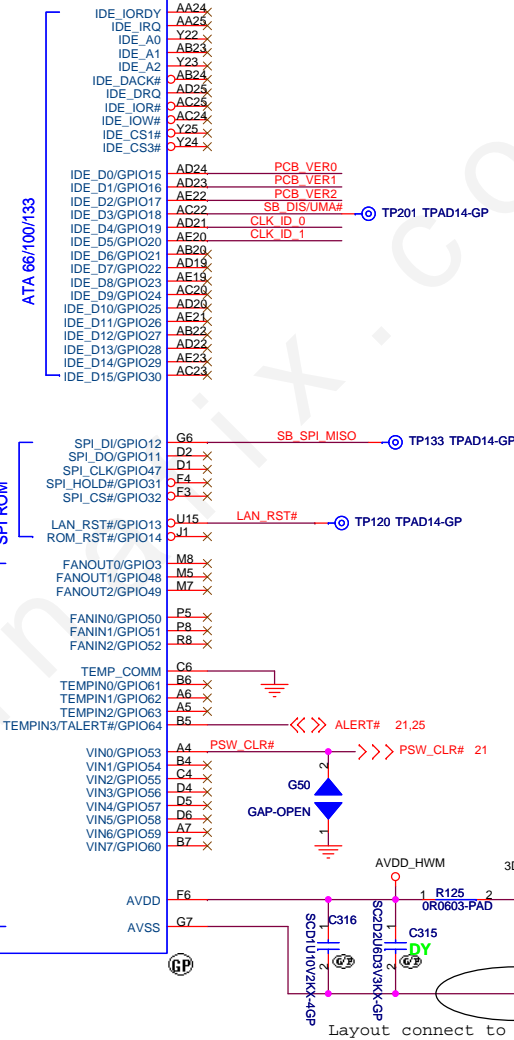 IDE_IORDY AA24
IDE_IRQ AA25
IDE_A0 Y22
IDE_A1 AB23
IDE_A2 Y23
IDE_DACK# AB24
IDE_DRQ AD25
IDE_IOR# AC25
IDE_IOW# AC24
IDE_CS1# Y25
IDE_CS3# Y24
ATA 66/100/133
IDE_D0/GPIO15 AD24 PCB_VER0
IDE_D1/GPIO16 AD23 PCB_VER1
IDE_D2/GPIO17 AE22 PCB_VER2
IDE_D3/GPIO18 AC22 SB_DIS/UMA# TP201 TPAD14-GP
IDE_D4/GPIO19 AD21 CLK_ID_0
IDE_D5/GPIO20 AE20 CLK_ID_1
IDE_D6/GPIO21 AB20
IDE_D7/GPIO22 AD19
IDE_D8/GPIO23 AE19
IDE_D9/GPIO24 AC20
IDE_D10/GPIO25 AD20
IDE_D11/GPIO26 AE21
IDE_D12/GPIO27 AB22
IDE_D13/GPIO28 AD22
IDE_D14/GPIO29 AE23
IDE_D15/GPIO30 AC23
SPI ROM
SPI_DI/GPIO12 G6 SB_SPI_MISO TP133 TPAD14-GP
SPI_DO/GPIO11 D2
SPI_CLK/GPIO47 D1
SPI_HOLD#/GPIO31 F4
SPI_CS#/GPIO32 F3
LAN_RST#/GPIO13 U15 LAN_RST# TP120 TPAD14-GP
ROM_RST#/GPIO14 J1
FANOUT0/GPIO3 M8
FANOUT1/GPIO48 M5
FANOUT2/GPIO49 M7
FANIN0/GPIO50 P5
FANIN1/GPIO51 P8
FANIN2/GPIO52 R8
TEMP_COMM C6
TEMPIN0/GPIO61 B6
TEMPIN1/GPIO62 A6
TEMPIN2/GPIO63 A5
TEMPIN3/TALERT#/GPIO64 B5 ALERT# 21,25
VIN0/GPIO53 A4 PSW_CLR# PSW_CLR# 21
VIN1/GPIO54 B4
VIN2/GPIO55 C4
VIN3/GPIO56 D4
VIN4/GPIO57 D5
VIN5/GPIO58 D6
VIN6/GPIO59 A7
VIN7/GPIO60 B7
2
G50
GAP-OPEN
1
AVDD_HWM
3D
AVDD F6
1 R125 2
0R0603-PAD
AVSS G7
1 C316 2
SCD1U10V2KX-4GP
G/P
1 C315 2
SC2D2U6D3V3KX-GP
DY
G/P
GP
Layout connect to